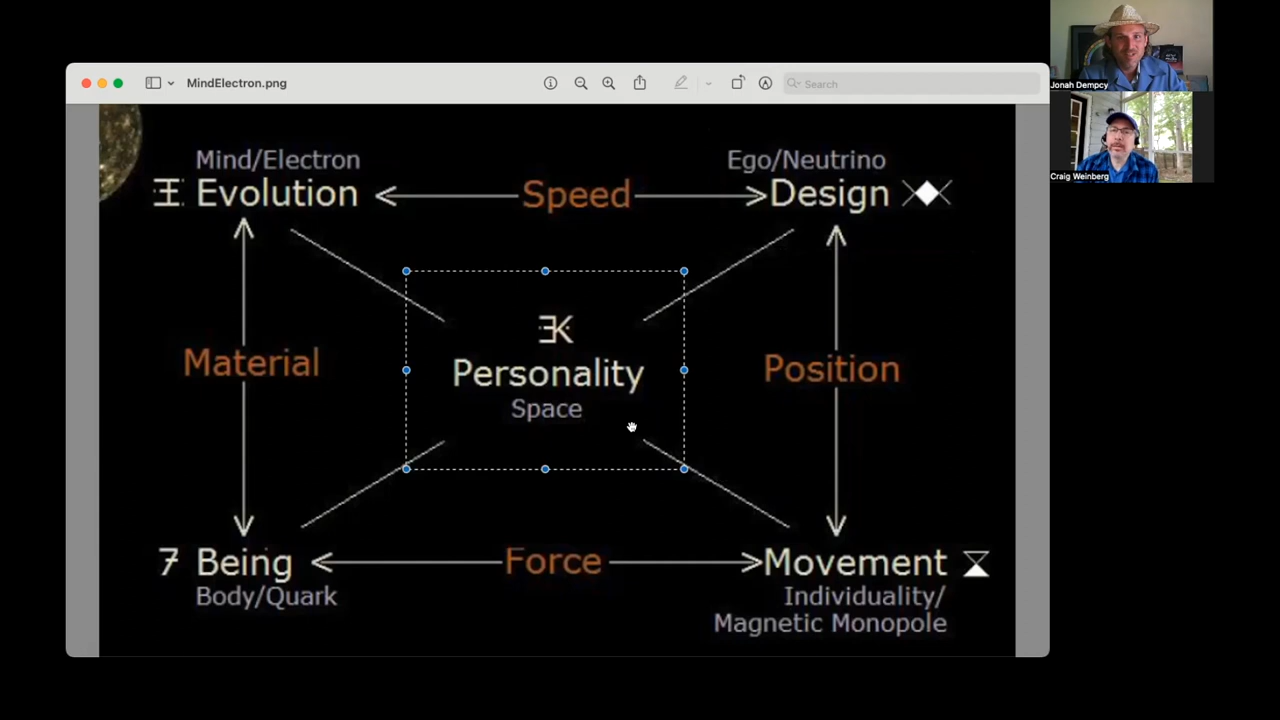 MindElectron.png
Search
Jonah Dempcy
Craig Weinberg
Mind/Electron
Ego/Neutrino
Evolution
Speed
Design
Material
Personality
Space
Position
7 Being
Force
Movement
Body/Quark
Individuality/
Magnetic Monopole